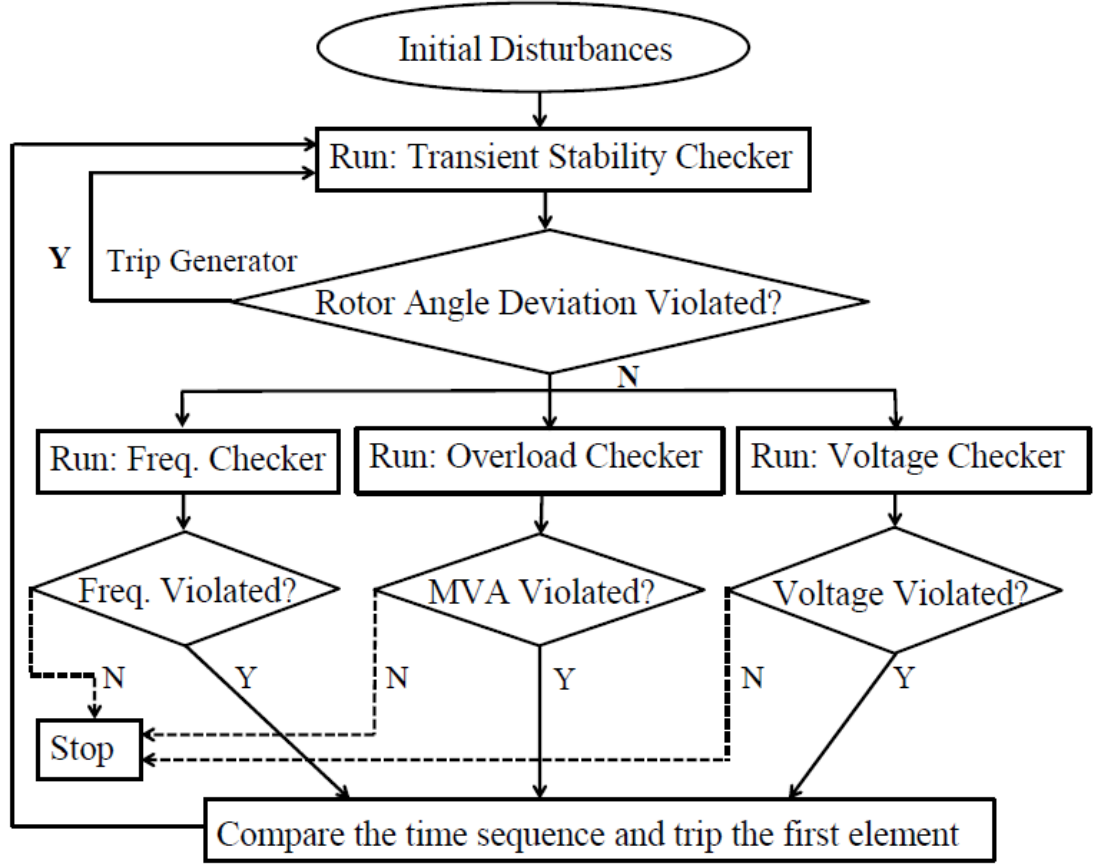 Initial Disturbances
Run: Transient Stability Checker
Y
Trip Generator
Rotor Angle Deviation Violated?
N
Run: Freq. Checker
Run: Overload Checker
Run: Voltage Checker
Freq. Violated?
MVA Violated?
Voltage Violated?
N
Y
N
Y
N
Y
Stop
Compare the time sequence and trip the first element